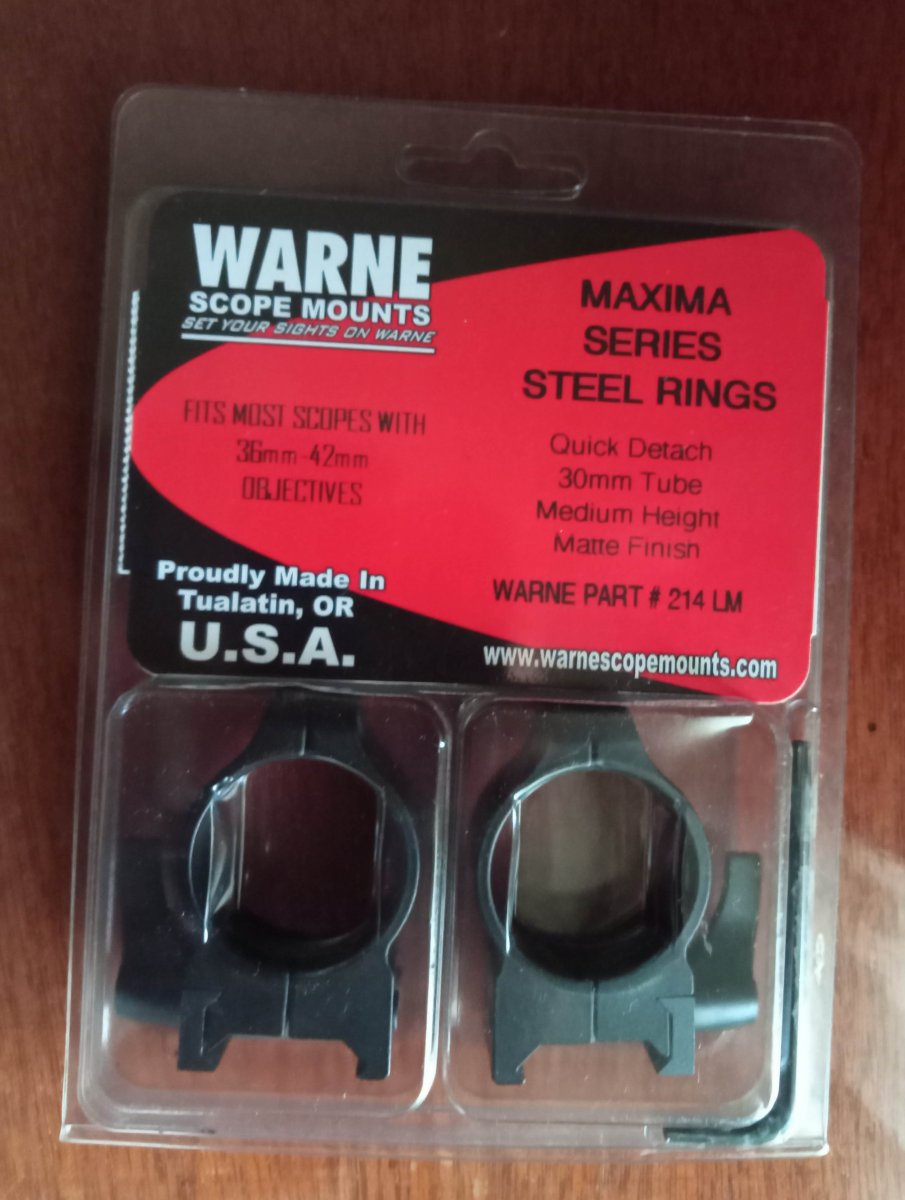 WARNE
SCOPE MOUNTS
SET YOUR SIGHTS ON WARNE
FITS MOST SCOPES WITH
36mm-42mm
OBJECTIVES
Proudly Made In
Tualatin, OR
U.S.A.
MAXIMA
SERIES
STEEL RINGS
Quick Detach
30mm Tube
Medium Height
Matte Finish
WARNE PART # 214 LM
www.warnescopemounts.com